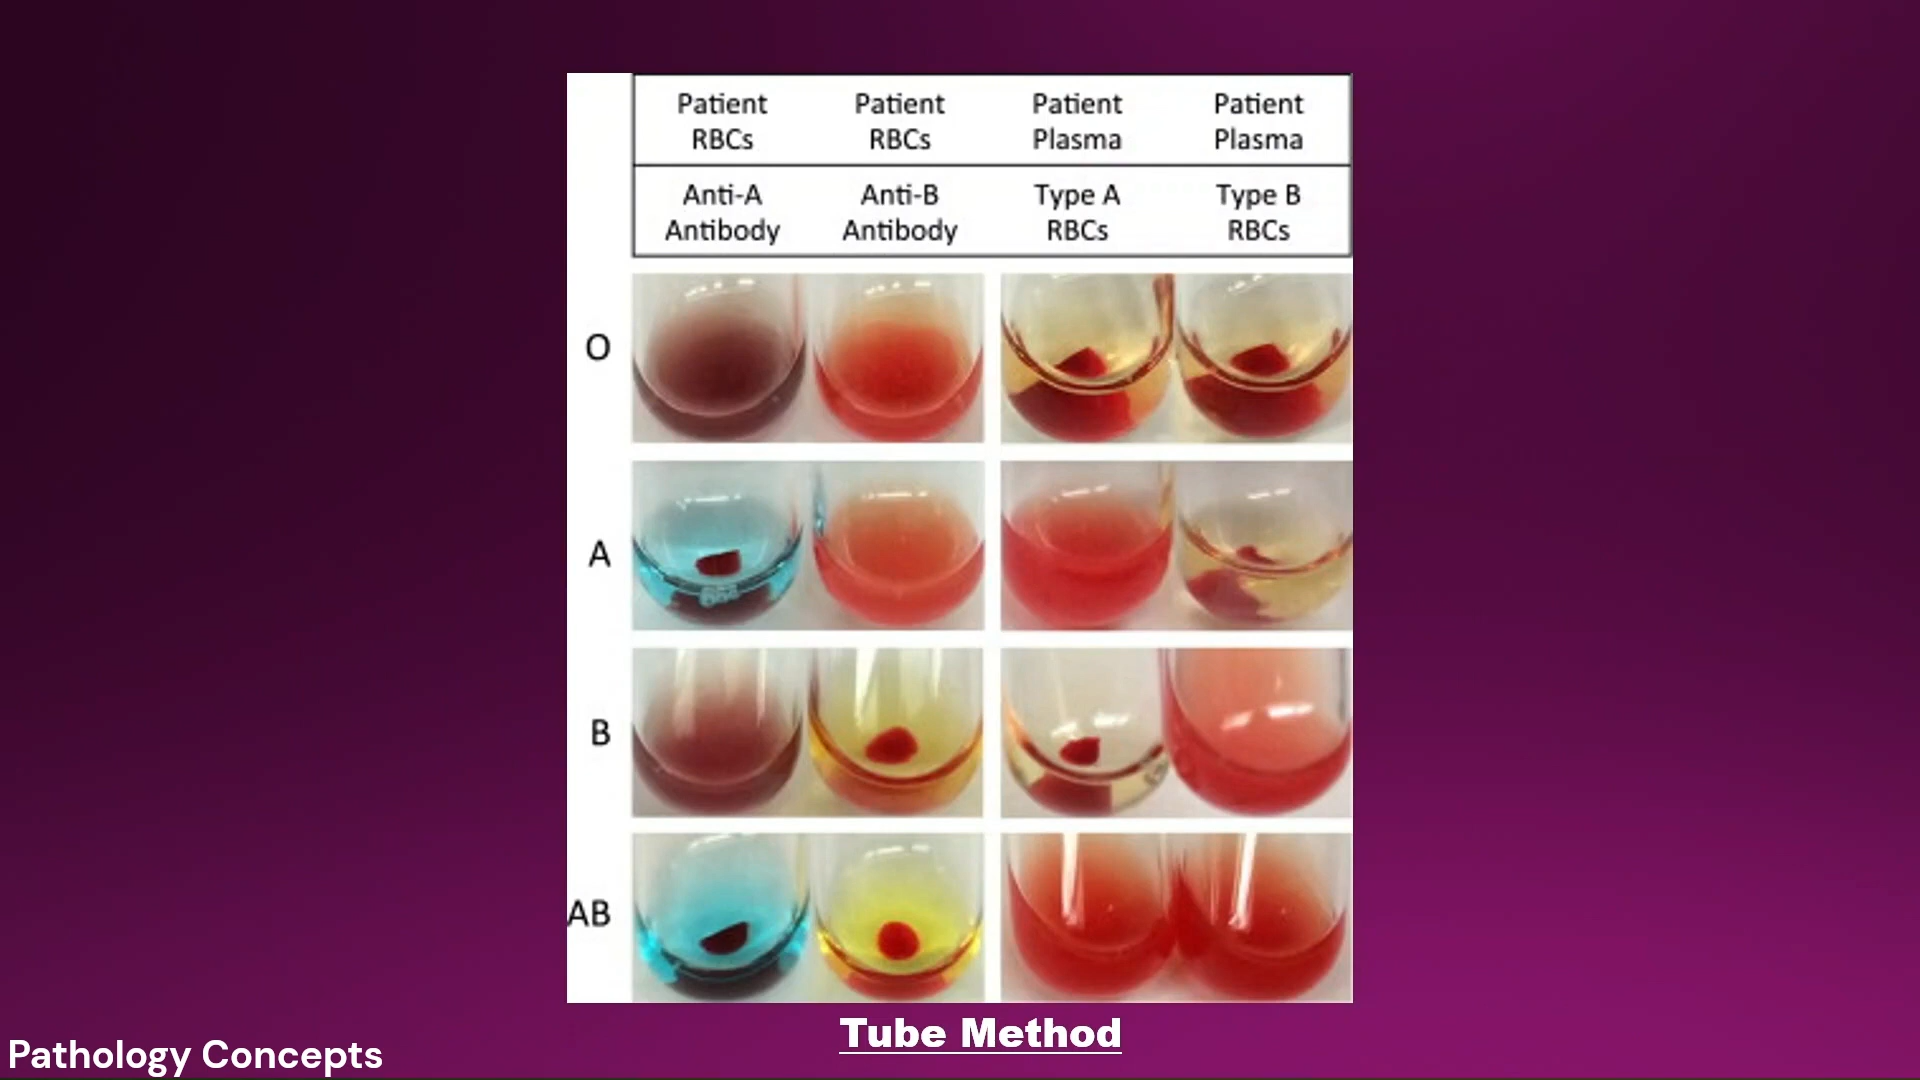 Patient Patient Patient Patient
RBCs RBCs Plasma Plasma
Anti-A Anti-B Type A Type B
Antibody Antibody RBCs RBCs
O
A
B
AB
Tube Method
Pathology Concepts